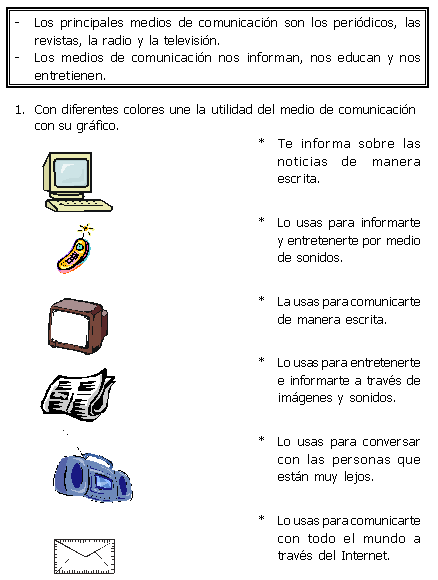 - Los principales medios de comunicación son los periódicos, las
revistas, la radio y la televisión.
- Los medios de comunicación nos informan, nos educan y nos
entretienen.
1. Con diferentes colores une la utilidad del medio de comunicación
con su gráfico.
* Te informa sobre las
noticias de manera
escrita.
* Lo usas para informarte
y entretenerte por medio
de sonidos.
* La usas para comunicarte
de manera escrita.
* Lo usas para entretenerte
e informarte a través de
imágenes y sonidos.
* Lo usas para conversar
con las personas que
están muy lejos.
* Lo usas para comunicarte
con todo el mundo a
través del Internet.